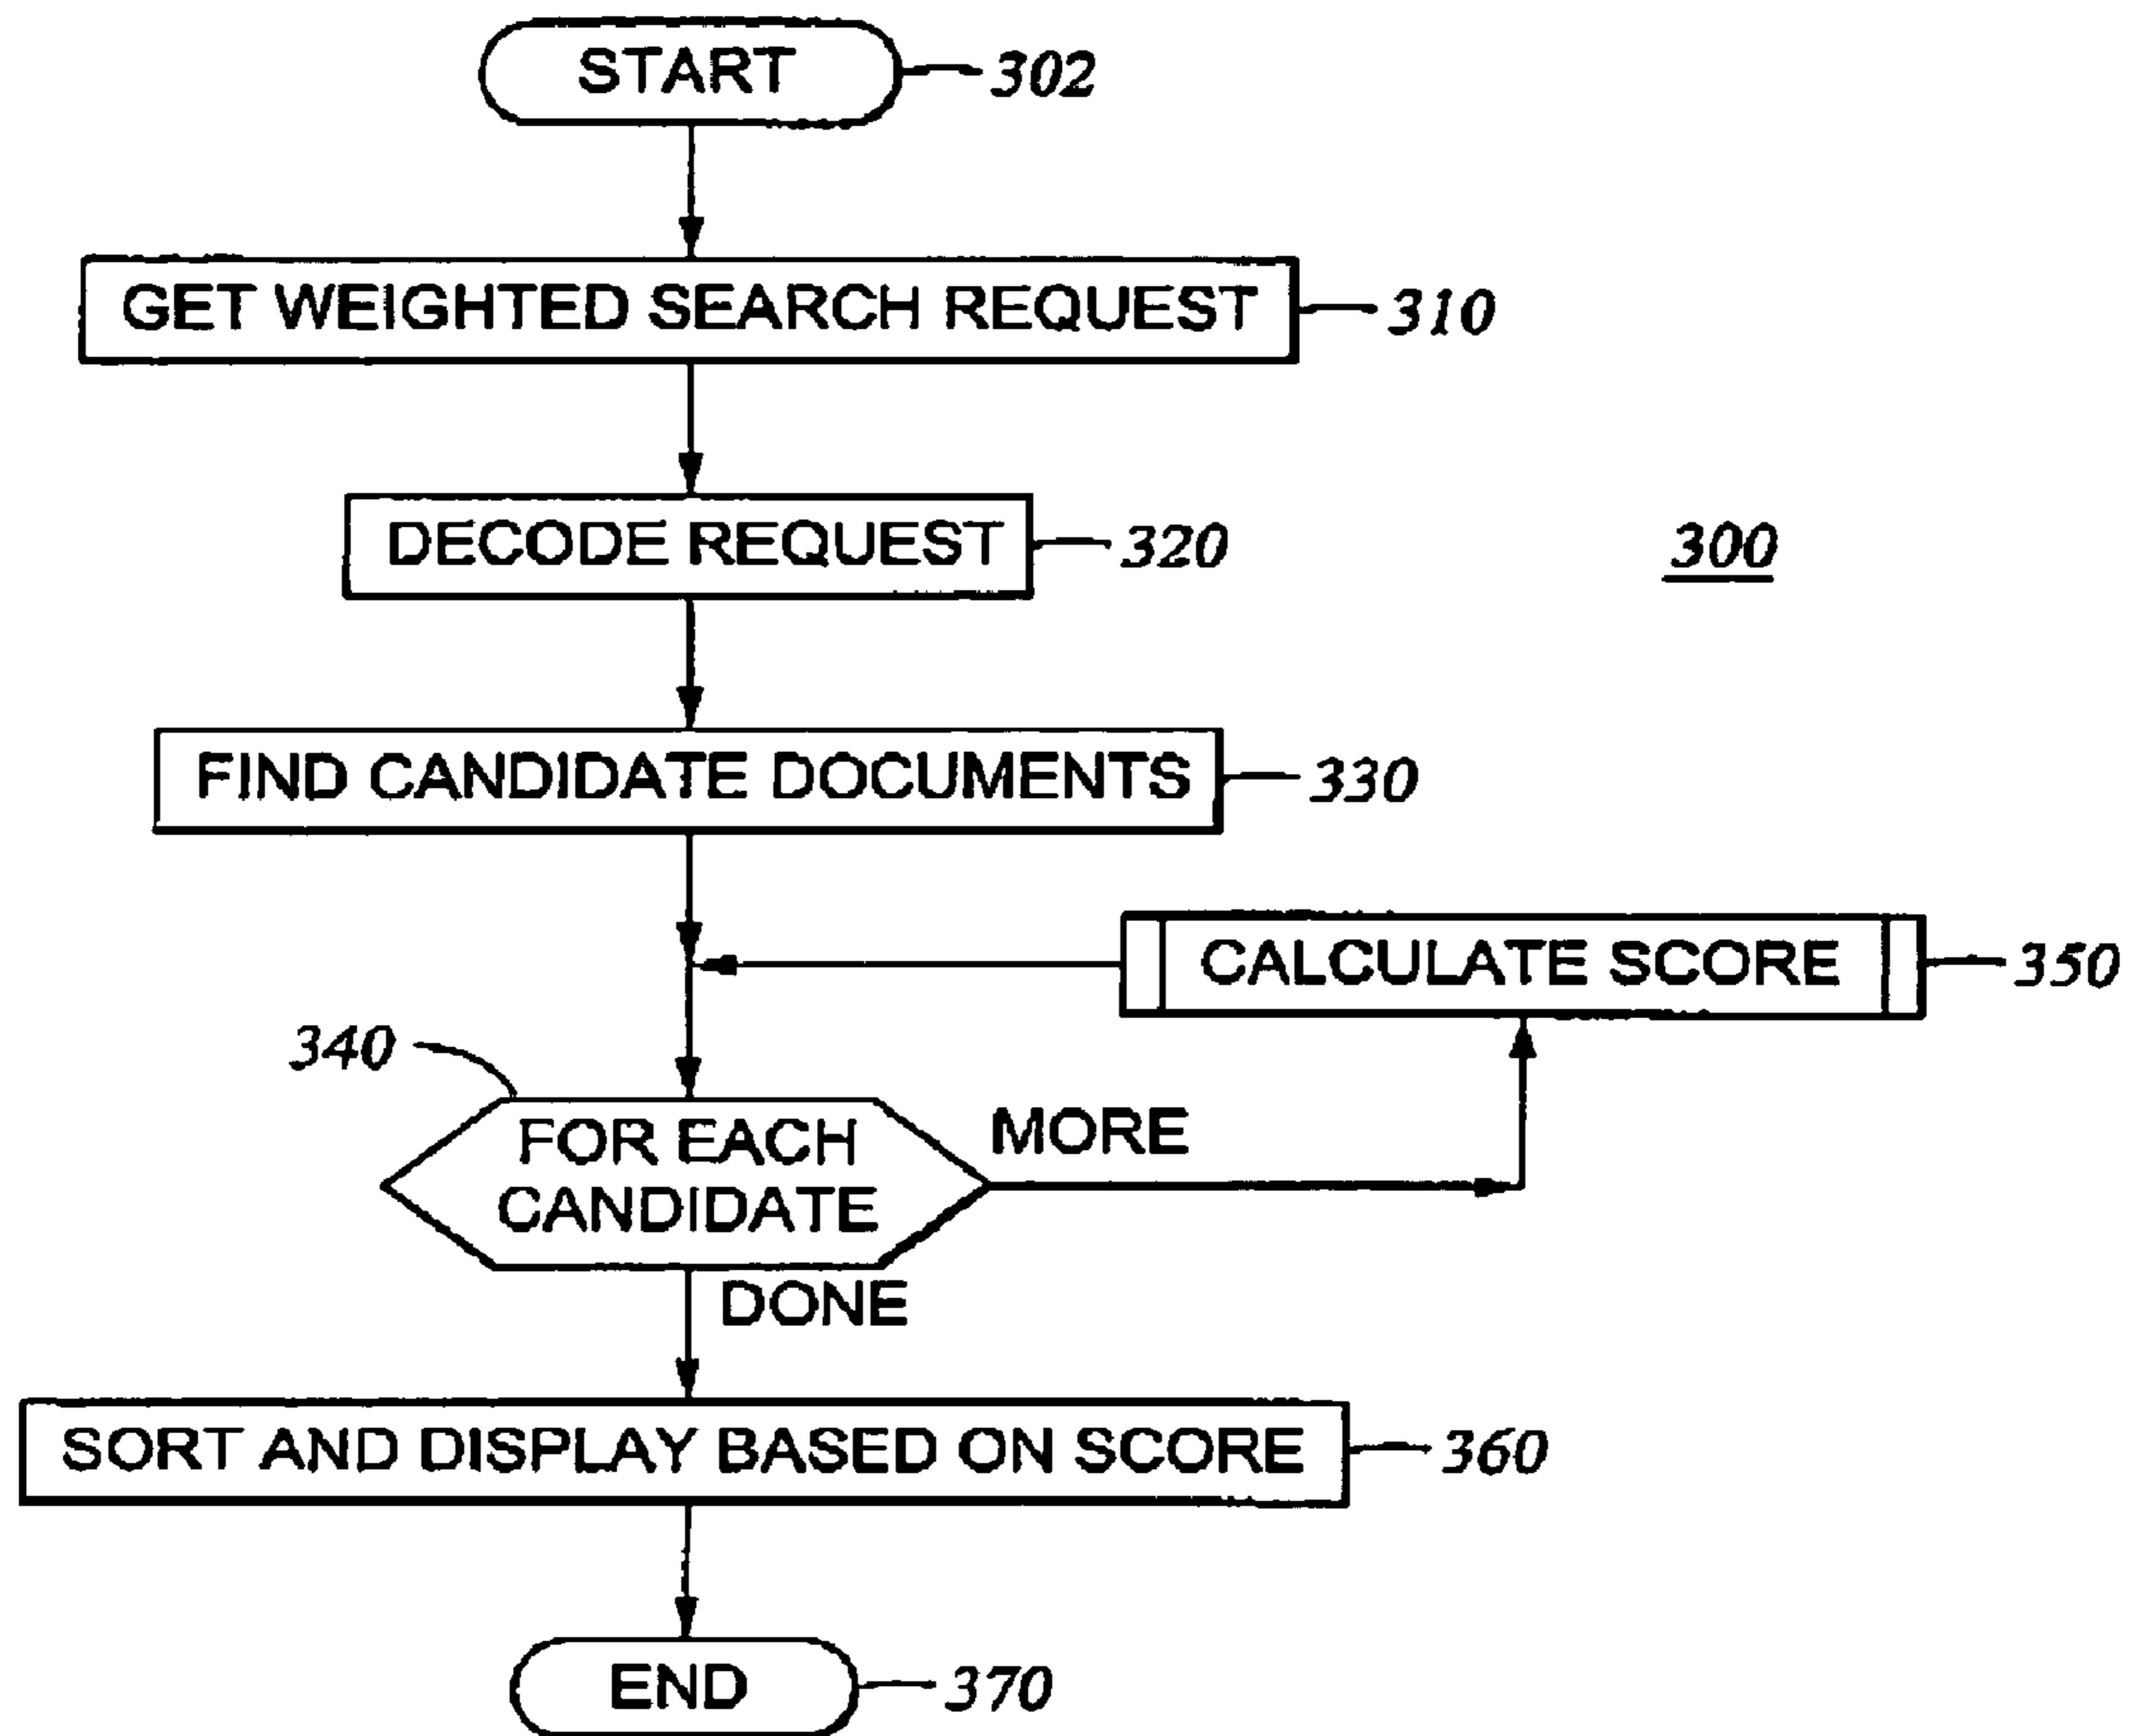 START 302
GET WEIGHTED SEARCH REQUEST 310
DECODE REQUEST 320
300
FIND CANDIDATE DOCUMENTS 330
CALCULATE SCORE 350
340
FOR EACH
CANDIDATE
MORE
DONE
SORT AND DISPLAY BASED ON SCORE 360
END 370